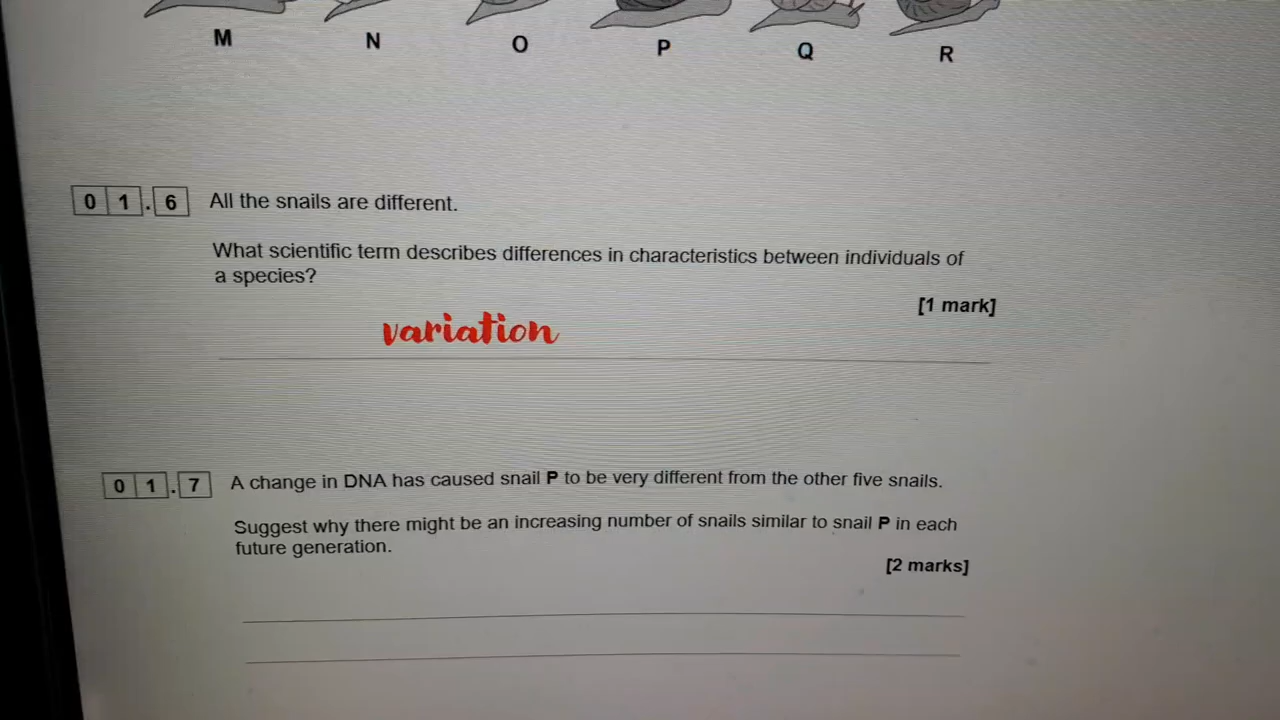 M N O P Q R
0 1 . 6 All the snails are different.
What scientific term describes differences in characteristics between individuals of
a species?
[1 mark]
variation
0 1 . 7 A change in DNA has caused snail P to be very different from the other five snails.
Suggest why there might be an increasing number of snails similar to snail P in each
future generation.
[2 marks]